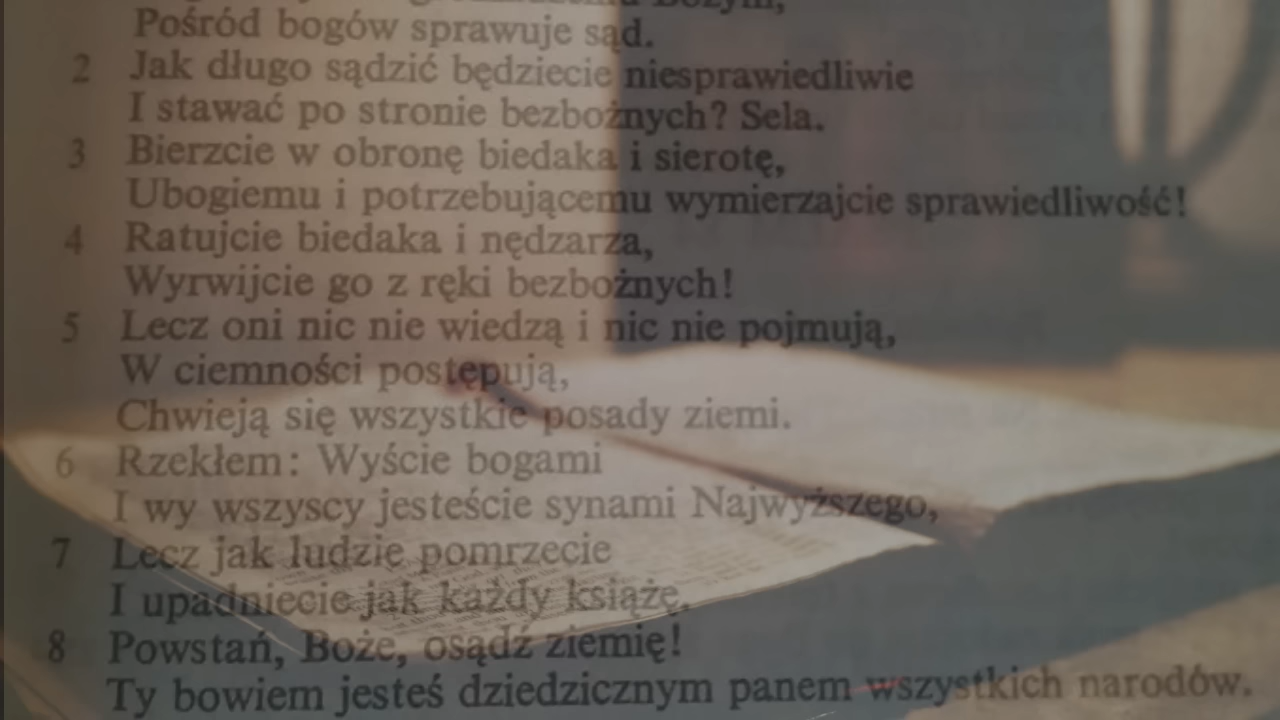 Bożym,
Pośród bogów sprawuje sąd.
2 Jak długo sądzić będziecie niesprawiedliwie
I stawać po stronie bezbożnych? Sela.
3 Bierzcie w obronę biedaka i sierotę,
Ubogiemu i potrzebującemu wymierzajcie sprawiedliwość!
4 Ratujcie biedaka i nędzarza,
Wyrwijcie go z ręki bezbożnych!
5 Lecz oni nic nie wiedzą i nic nie pojmują,
W ciemności postępują,
Chwieją się wszystkie posady ziemi.
6 Rzekłem: Wyście bogami
I wy wszyscy jesteście synami Najwyższego,
7 Lecz jak ludzie pomrzecie
I upadniecie jak każdy książę.
8 Powstań, Boże, osądź ziemię!
Ty bowiem jesteś dziedzicznym panem wszystkich narodów.